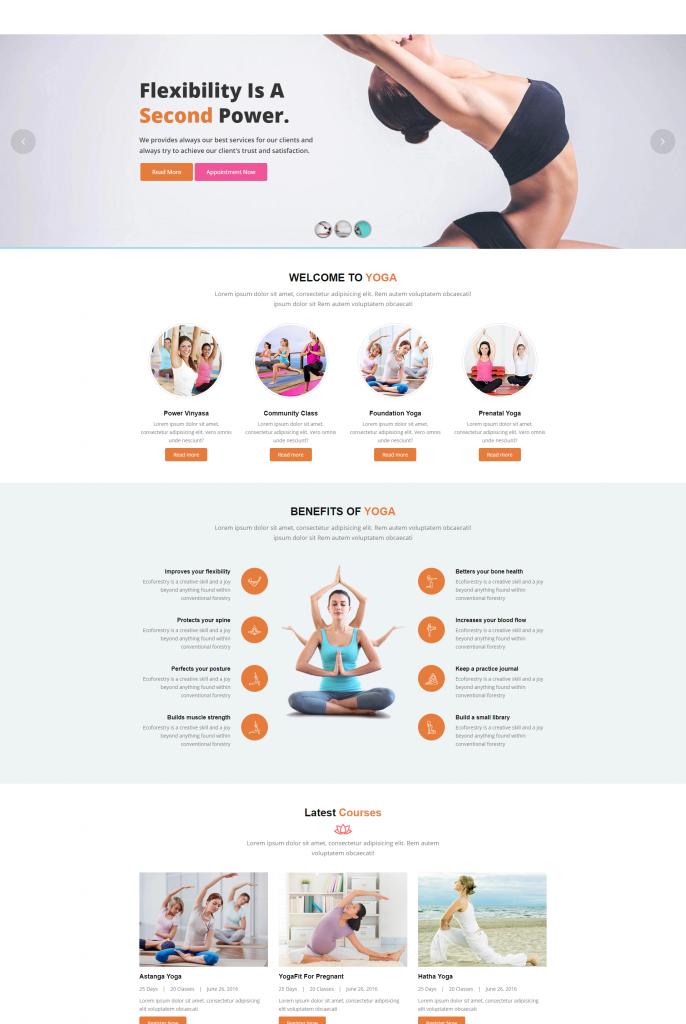 Flexibility Is A
Second Power.
We provides always our best services for our clients and
always try to achieve our client's trust and satisfaction.
Read More
Appointment Now
WELCOME TO YOGA
Lorem ipsum dolor sit amet, consectetur adipisicing elit. Rem autem voluptatem obcaecati!
ipsum dolor sit Rem autem voluptatem obcaecati
Power Vinyasa
Lorem ipsum dolor sit amet,
consectetur adipisicing elit. Vero omnis
unde nesciunt?
Read more
Community Class
Lorem ipsum dolor sit amet,
consectetur adipisicing elit. Vero omnis
unde nesciunt?
Read more
Foundation Yoga
Lorem ipsum dolor sit amet,
consectetur adipisicing elit. Vero omnis
unde nesciunt?
Read more
Prenatal Yoga
Lorem ipsum dolor sit amet,
consectetur adipisicing elit. Vero omnis
unde nesciunt?
Read more
BENEFITS OF YOGA
Lorem ipsum dolor sit amet, consectetur adipisicing elit. Rem autem voluptatem obcaecati!
ipsum dolor sit Rem autem voluptatem obcaecati
Improves your flexibility
Ecoforestry is a creative skill and a joy
beyond anything found within
conventional forestry
Protects your spine
Ecoforestry is a creative skill and a joy
beyond anything found within
conventional forestry
Perfects your posture
Ecoforestry is a creative skill and a joy
beyond anything found within
conventional forestry
Builds muscle strength
Ecoforestry is a creative skill and a joy
beyond anything found within
conventional forestry
Betters your bone health
Ecoforestry is a creative skill and a joy
beyond anything found within
conventional forestry
Increases your blood flow
Ecoforestry is a creative skill and a joy
beyond anything found within
conventional forestry
Keep a practice journal
Ecoforestry is a creative skill and a joy
beyond anything found within
conventional forestry
Build a small library
Ecoforestry is a creative skill and a joy
beyond anything found within
conventional forestry
Latest Courses
Lorem ipsum dolor sit amet, consectetur adipisicing elit. Rem autem
voluptatem obcaecati!
Astanga Yoga
25 Days | 20 Classes | June 26, 2016
Lorem ipsum dolor sit amet, consectetur adipisicing
elit voluptatem obcaecati
Register Now
YogaFit For Pregnant
25 Days | 20 Classes | June 26, 2016
Lorem ipsum dolor sit amet, consectetur adipisicing
elit voluptatem obcaecati
Register Now
Hatha Yoga
25 Days | 20 Classes | June 26, 2016
Lorem ipsum dolor sit amet, consectetur adipisicing
elit voluptatem obcaecati
Register Now